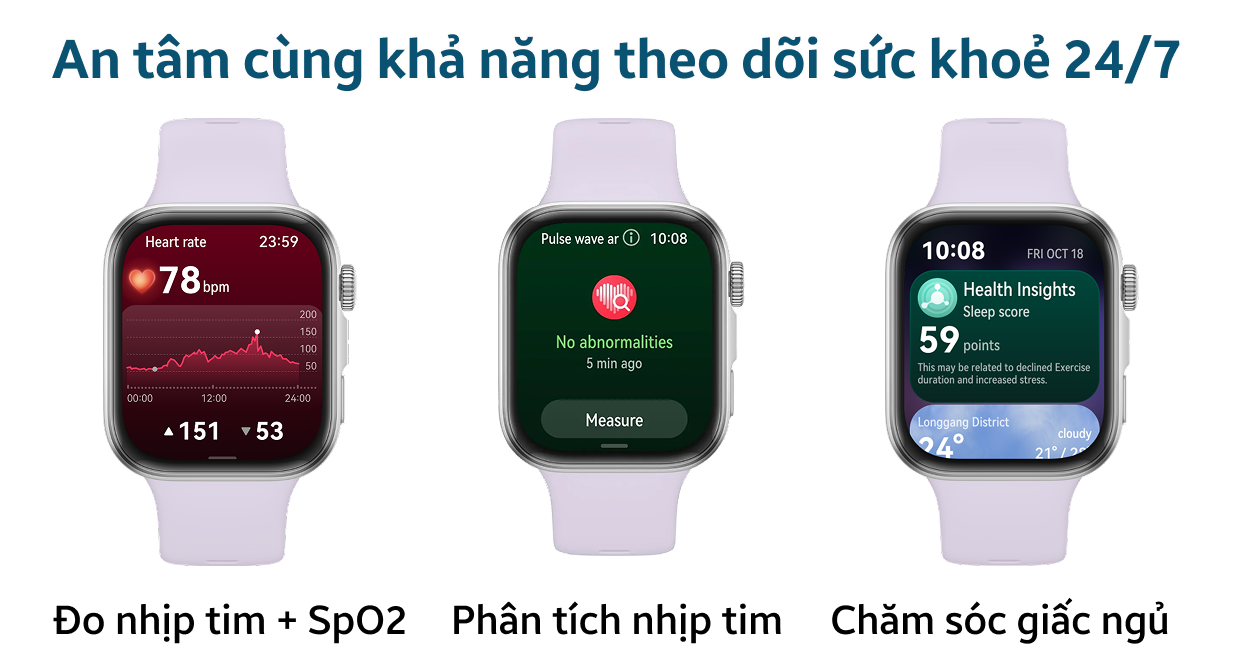 An tâm cùng khả năng theo dõi sức khoẻ 24/7
Heart rate 23:59
78 bpm
200
150
100
50
00:00 12:00 24:00
▲151 ▼53
Pulse wave ar 10:08
No abnormalities
5 min ago
Measure
10:08 FRI OCT 18
Health Insights
Sleep score
59 points
This may be related to declined Exercise
duration and increased stress.
Longgang District
24° cloudy
21° /
Đo nhịp tim + SpO2
Phân tích nhịp tim
Chăm sóc giấc ngủ